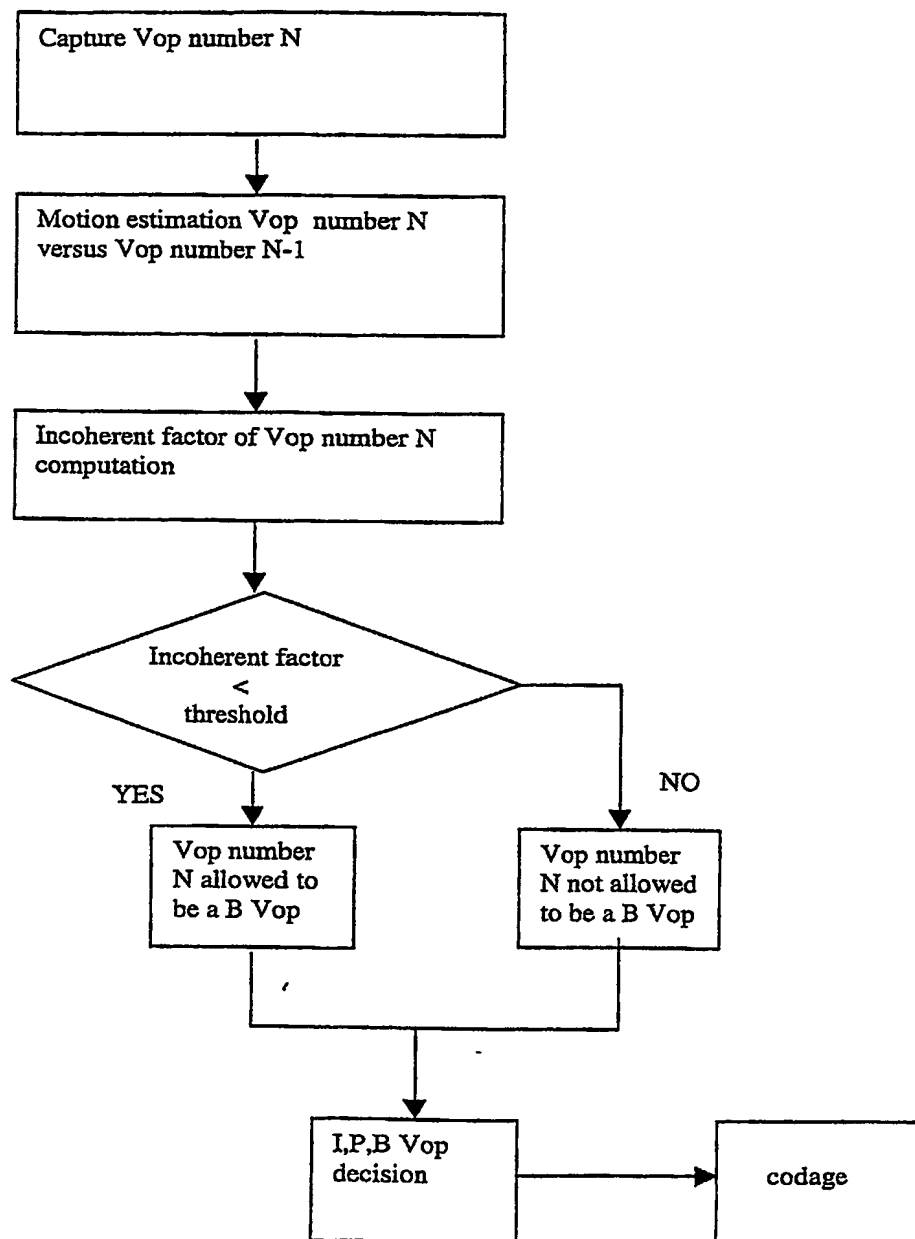 Capture Vop number N
Motion estimation Vop number N
versus Vop number N-1
Incoherent factor of Vop number N
computation
Incoherent factor
<
threshold
YES
NO
Vop number
N allowed to
be a B Vop
Vop number
N not allowed
to be a B Vop
I,P,B Vop
decision
codage